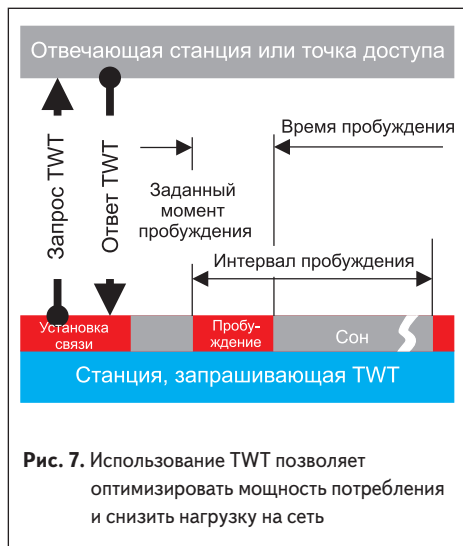 Отвечающая станция или точка доступа
Запрос TWT
Ответ TWT
Время пробуждения
Заданный
момент
пробуждения
Интервал пробуждения
Установка
связи
Пробу-
ждение
Сон
Станция, запрашивающая TWT
Рис. 7. Использование TWT позволяет
оптимизировать мощность потребления
и снизить нагрузку на сеть